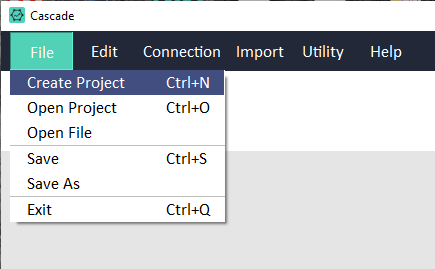 Cascade
File Edit Connection Import Utility Help
Create Project Ctrl+N
Open Project Ctrl+O
Open File
Save Ctrl+S
Save As
Exit Ctrl+Q